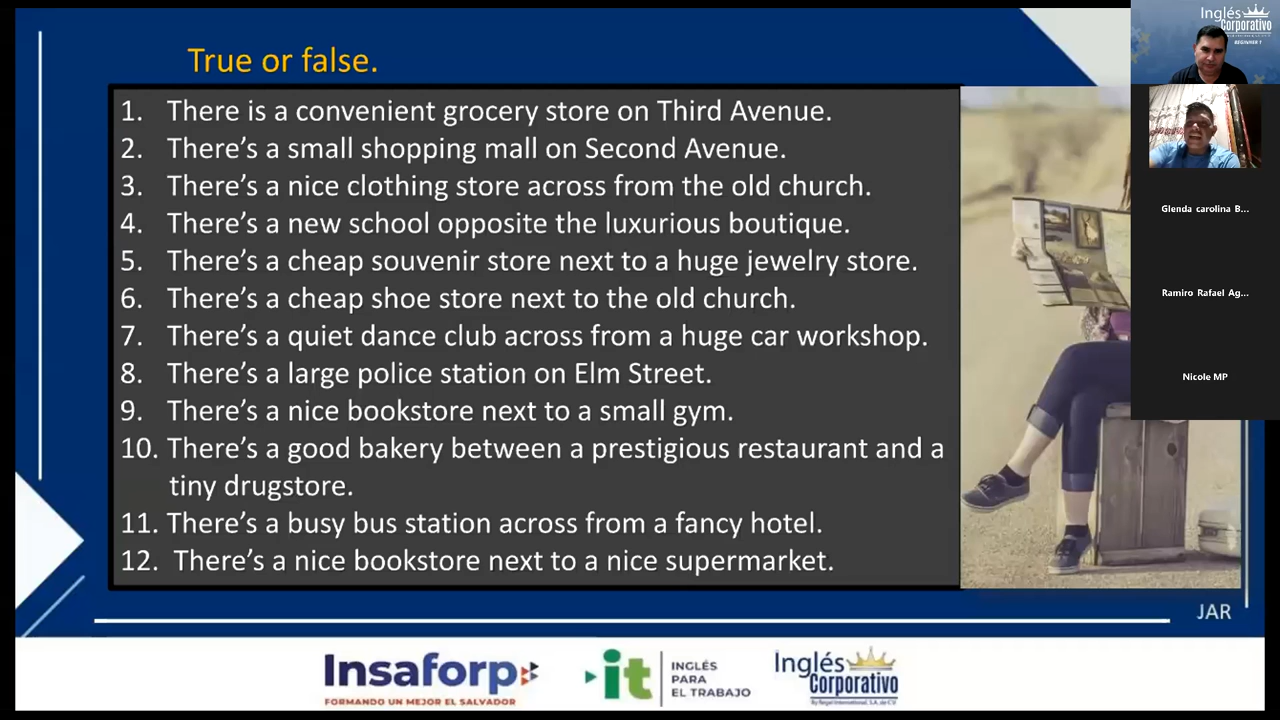 True or false.
1. There is a convenient grocery store on Third Avenue.
2. There's a small shopping mall on Second Avenue.
3. There's a nice clothing store across from the old church.
4. There's a new school opposite the luxurious boutique.
5. There's a cheap souvenir store next to a huge jewelry store.
6. There's a cheap shoe store next to the old church.
7. There's a quiet dance club across from a huge car workshop.
8. There's a large police station on Elm Street.
9. There's a nice bookstore next to a small gym.
10. There's a good bakery between a prestigious restaurant and a
tiny drugstore.
11. There's a busy bus station across from a fancy hotel.
12. There's a nice bookstore next to a nice supermarket.
JAR
Inglés
Corporativo
BEGINNER 1
Glenda carolina B...
Ramiro Rafael Ag...
Nicole MP
Insaforp
FORMANDO UN MEJOR EL SALVADOR
it
INGLÉS
PARA
EL TRABAJO
Inglés
Corporativo